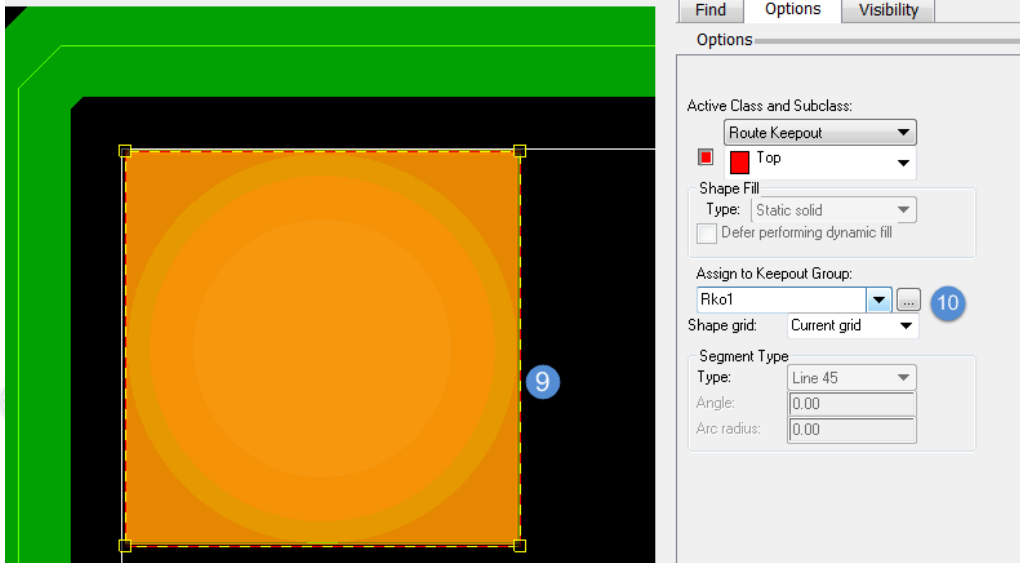 Find Options Visibility
Options
Active Class and Subclass:
Route Keepout
Top
Shape Fill
Type: Static solid
Defer performing dynamic fill
Assign to Keepout Group:
Rko1 ... 10
Shape grid: Current grid
Segment Type
Type: Line 45
Angle: 0.00
Arc radius: 0.00
9